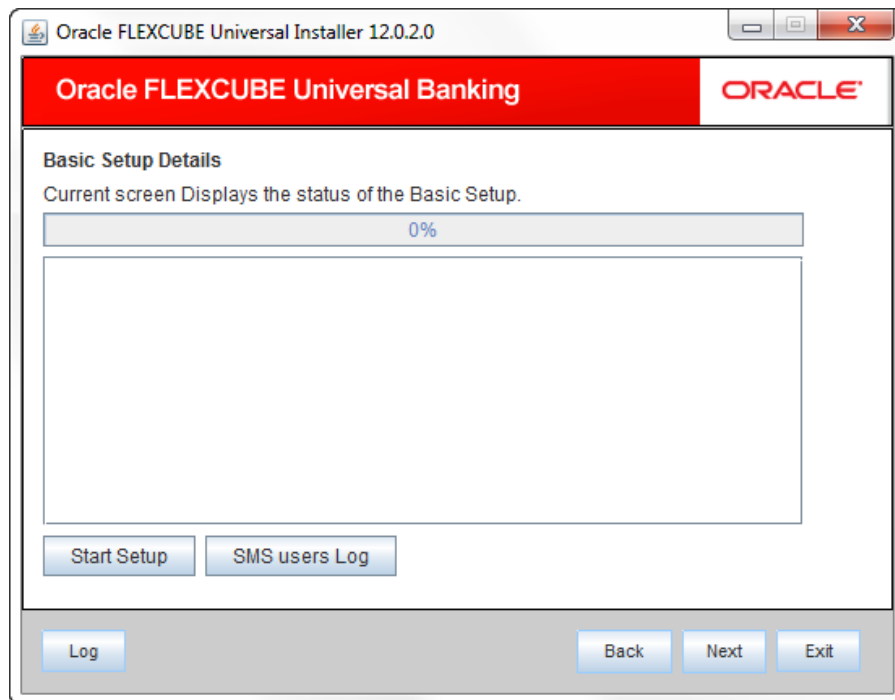 Oracle FLEXCUBE Universal Installer 12.0.2.0
Oracle FLEXCUBE Universal Banking
ORACLE
Basic Setup Details
Current screen Displays the status of the Basic Setup.
0%
Start Setup SMS users Log
Log Back Next Exit